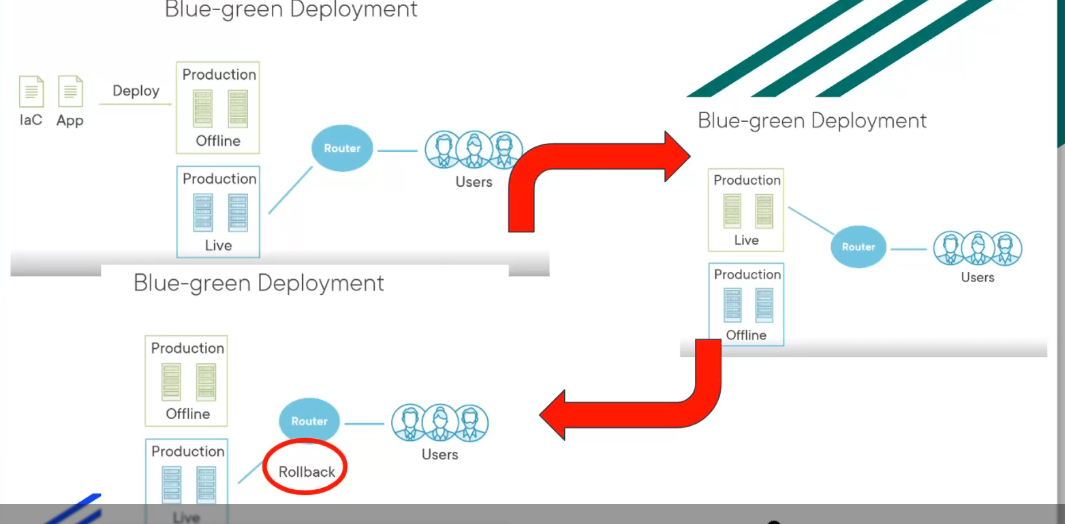 Blue-green Deployment
Production
Deploy
IaC App
Offline
Router
Production
Users
Live
Blue-green Deployment
Production
Live
Router
Production
Users
Offline
Blue-green Deployment
Production
Offline
Router
Production
Users
Rollback
Live